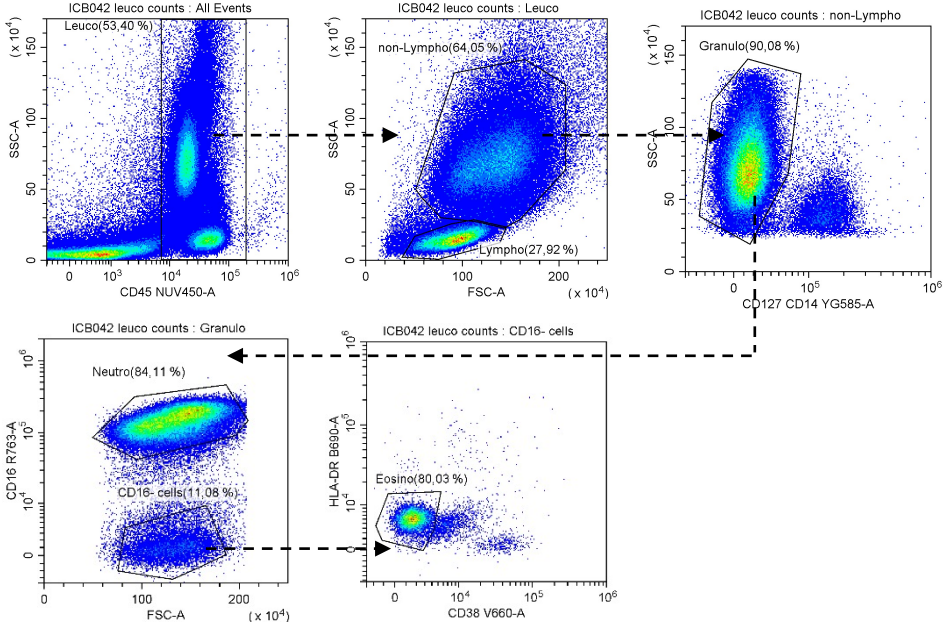 ICB042 leuco counts : All Events
Leuco(53,40 %)
(x 10⁴)
SSC-A
150
100
50
0
0
10³
10⁴
10⁵
10⁶
CD45 NUV450-A
ICB042 leuco counts : Leuco
non-Lympho(64,05 %)
Lympho(27,92 %)
(x 10⁴)
SSC-A
150
100
50
0
0
100
200
FSC-A
(x 10⁴)
ICB042 leuco counts : non-Lympho
Granulo(90,08 %)
(x 10⁴)
SSC-A
150
100
50
0
0
10⁵
10⁶
CD127 CD14 YG585-A
ICB042 leuco counts : Granulo
Neutro(84,11 %)
CD16- cells(11,08 %)
CD16 R763-A
10⁶
10⁵
10⁴
0
0
100
200
FSC-A
(x 10⁴)
ICB042 leuco counts : CD16- cells
Eosino(80,03 %)
HLA-DR B690-A
10⁶
10⁵
10⁴
0
0
10⁴
10⁵
10⁶
CD38 V660-A